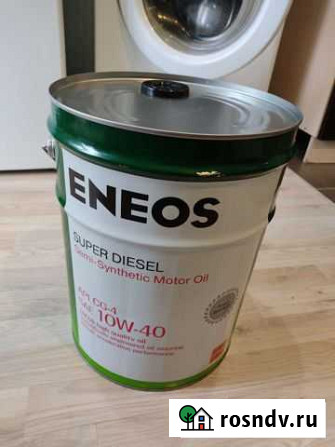 ENEOS
SUPER DIESEL
Semi-Synthetic Motor Oil
API CG-4
SAE 10W-40
rosndv.ru